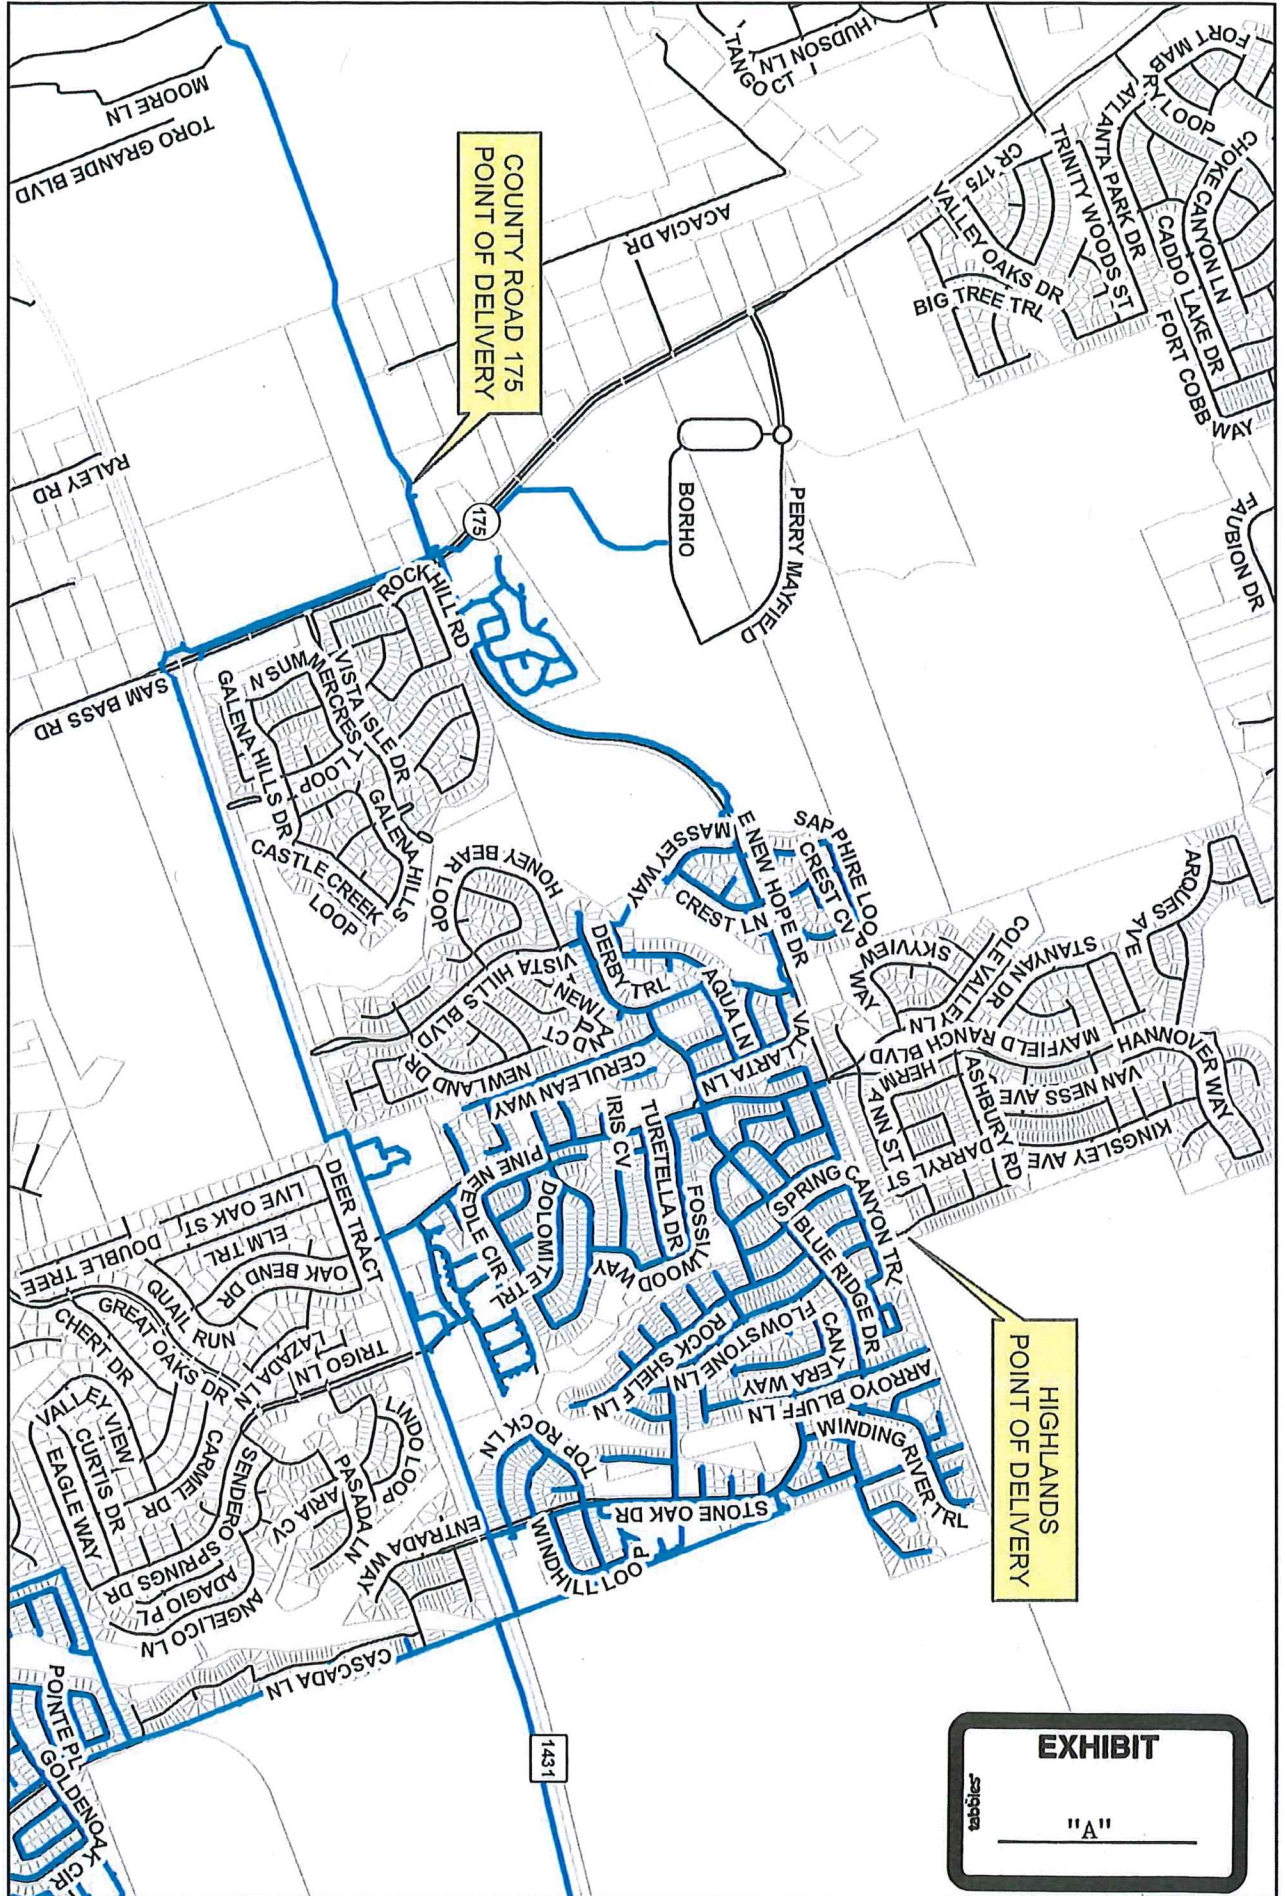 FORT MABRY LOOP
CHOKE CANYON LN
CADDO LAKE DR
FORT COBB WAY
ATLANTA PARK DR
TRINITY WOODS ST
CR 175
VALLEY OAKS DR
BIG TREE TRL
HUDSON LN
TANGO CT
ACACIA DR
MOORE LN
TORO GRANDE BLVD
COUNTY ROAD 175
POINT OF DELIVERY
FAUBION DR
PERRY MAYFIELD
BORHO
175
RALEY RD
SAM BASS RD
ROCK HILL RD
VISTA ISLE DR
N SUMMERCREST LOOP
GALENA HILLS DR
GALENA HILLS
LOOP
CASTLE CREEK
LOOP
HONEY BEAR LOOP
MASSEY WAY
E NEW HOPE DR
SAPPHIRE LOOP
CREST CV
CREST LN
SKYVIEW WAY
COLE VALLEY LN
STANYAN DR
ARQUES AVE
MAYFIELD RANCH BLVD
HANNOVER WAY
VAN NESS AVE
KINGSLEY AVE
ASHBURY RD
HERMANN ST
DARRYL ST
DERBY TRL
AQUA LN
VALLARTA LN
VISTA HILLS BLVD
NEWLAND CT
NEWLAND DR
CERULEAN WAY
IRIS CV
TURETELLA DR
FOSSILWOOD WAY
PINE NEEDLE CIR
DOLOMITE TRL
SPRING CANYON TRL
BLUE RIDGE DR
FLOWSTONE LN
ROCK SHELF LN
CANTERA WAY
BLUFF LN
ARROYO
WINDING RIVER TRL
HIGHLANDS
POINT OF DELIVERY
STONE OAK DR
TOP ROCK LN
WINDHILL LOOP
ENTRADA WAY
DEER TRACT
LIVE OAK ST
DOUBLE TREE
ELM TRL
OAK BEND DR
QUAIL RUN
GREAT OAKS DR
CHERT DR
LAZADA LN
TRIGO LN
LINDO LOOP
PASADA LN
ARIA CV
VALLEY VIEW
CURTIS DR
EAGLE WAY
CARMEL DR
SENDERO SPRINGS DR
ADAGIO PL
ANGELICO LN
CASCADA LN
POINTE PL
GOLDENOAK CIR
1431
EXHIBIT
"A"
tabbies